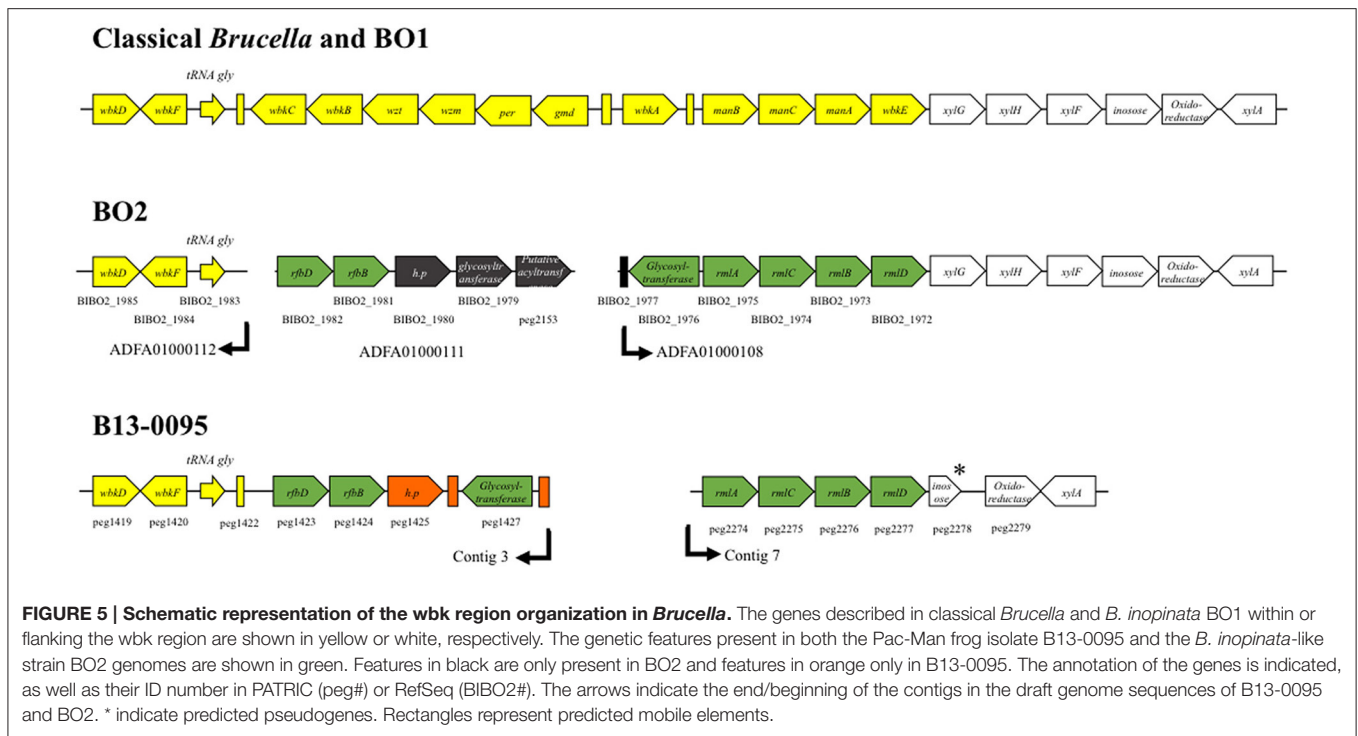 Classical Brucella and BO1
tRNA gly
wbkD wbkF wbkC wbkB wzt wzm per gmd wbkA manB manC manA wbkE xylG xylH xylF inosose Oxido-reductase xylA
BO2
tRNA gly
wbkD wbkF rfbD rfbB h.p glycosyltr ansferase Putative acyltransf Glycosyl-transferase rmlA rmlC rmlB rmlD xylG xylH xylF inosose Oxido-reductase xylA
BIBO2_1985 BIBO2_1983 BIBO2_1981 BIBO2_1979 BIBO2_1977 BIBO2_1975 BIBO2_1973
BIBO2_1984 BIBO2_1982 BIBO2_1980 peg2153 BIBO2_1976 BIBO2_1974 BIBO2_1972
ADFA01000112 ADFA01000111 ADFA01000108
B13-0095
tRNA gly
*
wbkD wbkF rfbD rfbB h.p Glycosyl-transferase rmlA rmlC rmlB rmlD inos ose Oxido-reductase xylA
peg1419 peg1420 peg1422 peg1423 peg1424 peg1425 peg1427 peg2274 peg2275 peg2276 peg2277 peg2278 peg2279
Contig 3 Contig 7
FIGURE 5 | Schematic representation of the wbk region organization in Brucella. The genes described in classical Brucella and B. inopinata BO1 within or
flanking the wbk region are shown in yellow or white, respectively. The genetic features present in both the Pac-Man frog isolate B13-0095 and the B. inopinata-like
strain BO2 genomes are shown in green. Features in black are only present in BO2 and features in orange only in B13-0095. The annotation of the genes is indicated,
as well as their ID number in PATRIC (peg#) or RefSeq (BIBO2#). The arrows indicate the end/beginning of the contigs in the draft genome sequences of B13-0095
and BO2. * indicate predicted pseudogenes. Rectangles represent predicted mobile elements.